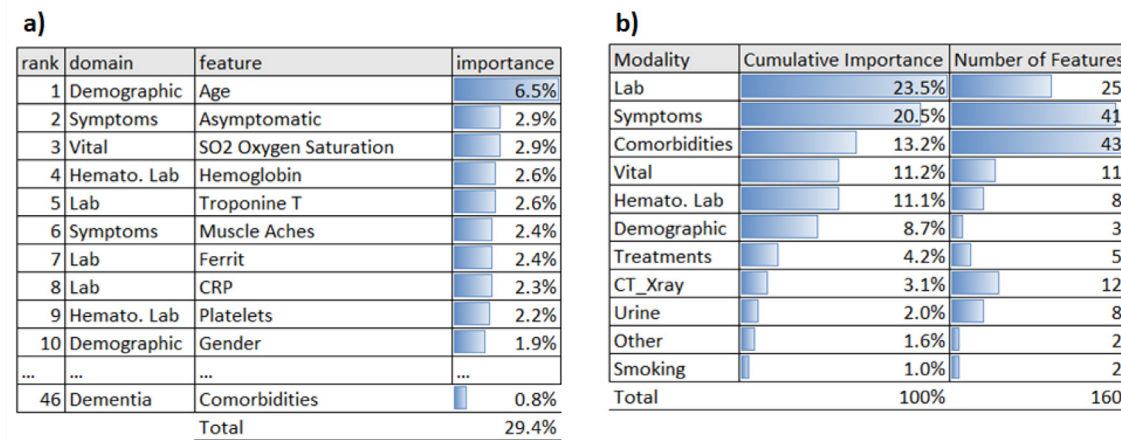 a)
rank domain feature importance
1 Demographic Age 6.5%
2 Symptoms Asymptomatic 2.9%
3 Vital SO2 Oxygen Saturation 2.9%
4 Hemato. Lab Hemoglobin 2.6%
5 Lab Troponine T 2.6%
6 Symptoms Muscle Aches 2.4%
7 Lab Ferrit 2.4%
8 Lab CRP 2.3%
9 Hemato. Lab Platelets 2.2%
10 Demographic Gender 1.9%
... ... ... ...
46 Dementia Comorbidities 0.8%
Total 29.4%
b)
Modality Cumulative Importance Number of Features
Lab 23.5% 25
Symptoms 20.5% 41
Comorbidities 13.2% 43
Vital 11.2% 11
Hemato. Lab 11.1% 8
Demographic 8.7% 3
Treatments 4.2% 5
CT_Xray 3.1% 12
Urine 2.0% 8
Other 1.6% 2
Smoking 1.0% 2
Total 100% 160